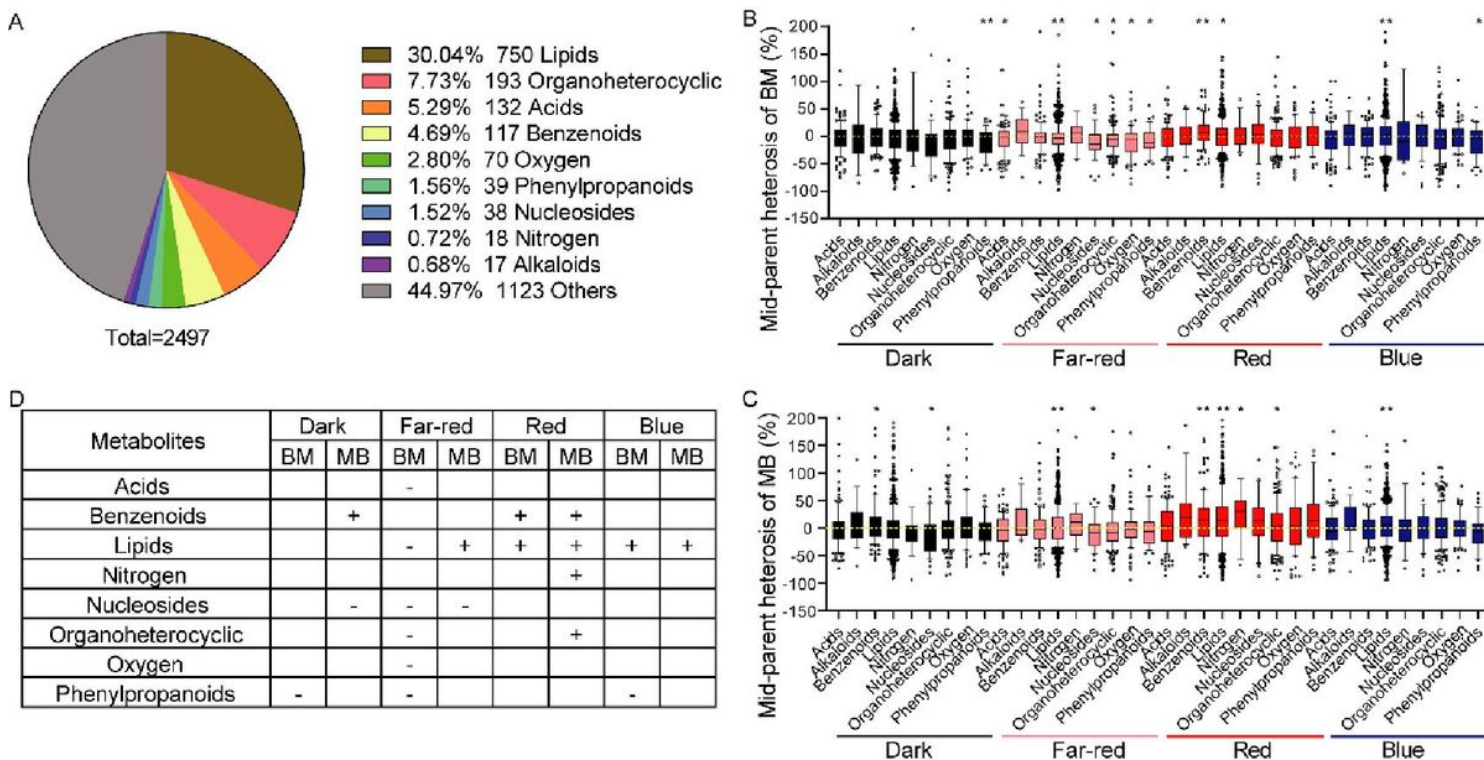 A
30.04% 750 Lipids
7.73% 193 Organoheterocyclic
5.29% 132 Acids
4.69% 117 Benzenoids
2.80% 70 Oxygen
1.56% 39 Phenylpropanoids
1.52% 38 Nucleosides
0.72% 18 Nitrogen
0.68% 17 Alkaloids
44.97% 1123 Others
Total=2497
B
Mid-parent heterosis of BM (%)
200
150
100
50
0
-50
-100
-150
** * ** * * * * ** * ** *
Acids
Alkaloids
Benzenoids
Lipids
Nitrogen
Nucleosides
Organoheterocyclic
Oxygen
Phenylpropanoids
Acids
Alkaloids
Benzenoids
Lipids
Nitrogen
Nucleosides
Organoheterocyclic
Oxygen
Phenylpropanoids
Acids
Alkaloids
Benzenoids
Lipids
Nitrogen
Nucleosides
Organoheterocyclic
Oxygen
Phenylpropanoids
Acids
Alkaloids
Benzenoids
Lipids
Nitrogen
Nucleosides
Organoheterocyclic
Oxygen
Phenylpropanoids
Dark Far-red Red Blue
D
Metabolites Dark Far-red Red Blue
BM MB BM MB BM MB BM MB
Acids -
Benzenoids + + +
Lipids - + + + + +
Nitrogen +
Nucleosides - - -
Organoheterocyclic - +
Oxygen -
Phenylpropanoids - - -
C
Mid-parent heterosis of MB (%)
200
150
100
50
0
-50
-100
-150
* * ** * ** ** * * **
Acids
Alkaloids
Benzenoids
Lipids
Nitrogen
Nucleosides
Organoheterocyclic
Oxygen
Phenylpropanoids
Acids
Alkaloids
Benzenoids
Lipids
Nitrogen
Nucleosides
Organoheterocyclic
Oxygen
Phenylpropanoids
Acids
Alkaloids
Benzenoids
Lipids
Nitrogen
Nucleosides
Organoheterocyclic
Oxygen
Phenylpropanoids
Acids
Alkaloids
Benzenoids
Lipids
Nitrogen
Nucleosides
Organoheterocyclic
Oxygen
Phenylpropanoids
Dark Far-red Red Blue